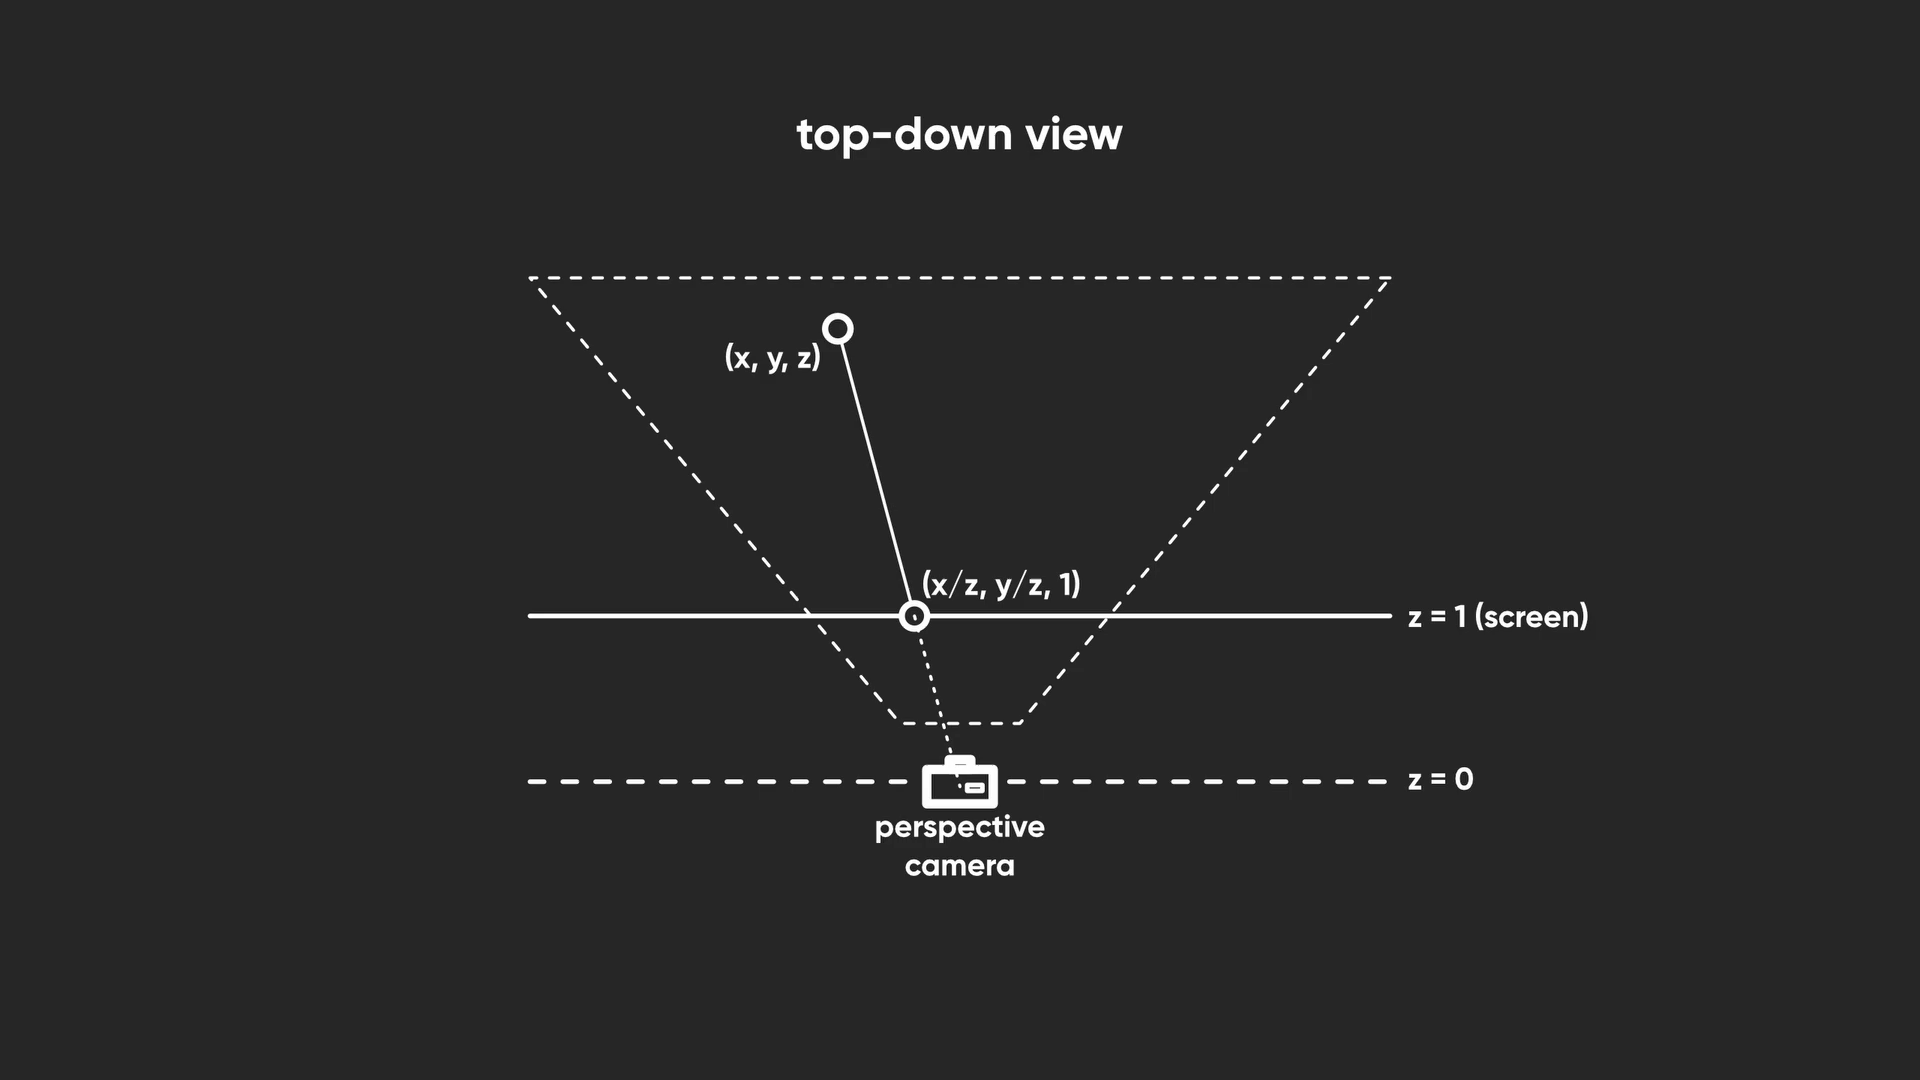 top-down view
(x, y, z)
(x/z, y/z, 1)
z = 1 (screen)
z = 0
perspective
camera